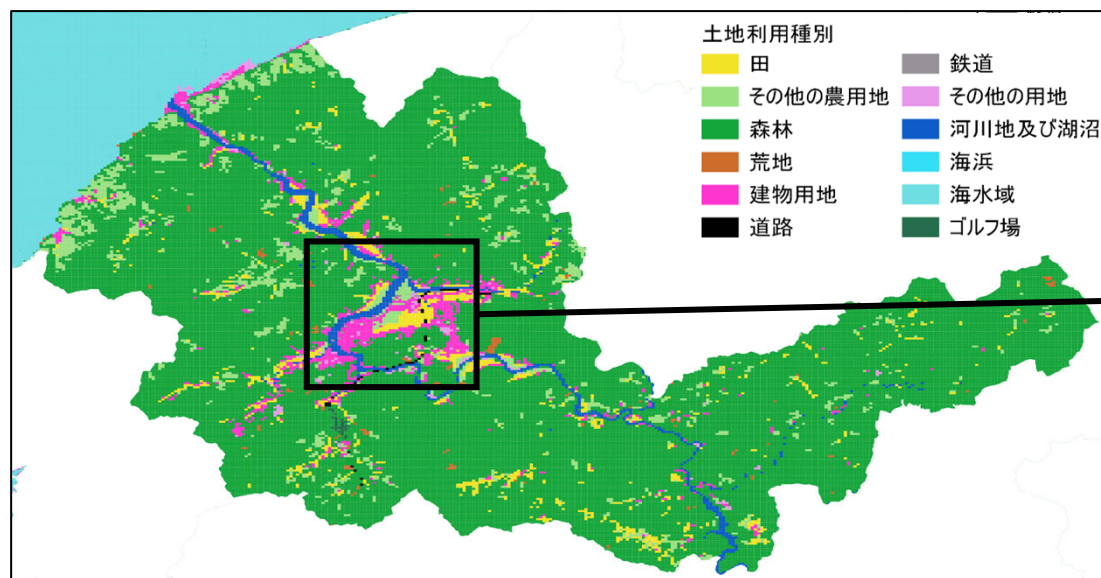 土地利用種別
田
その他の農用地
森林
荒地
建物用地
道路
鉄道
その他の用地
河川地及び湖沼
海浜
海水域
ゴルフ場